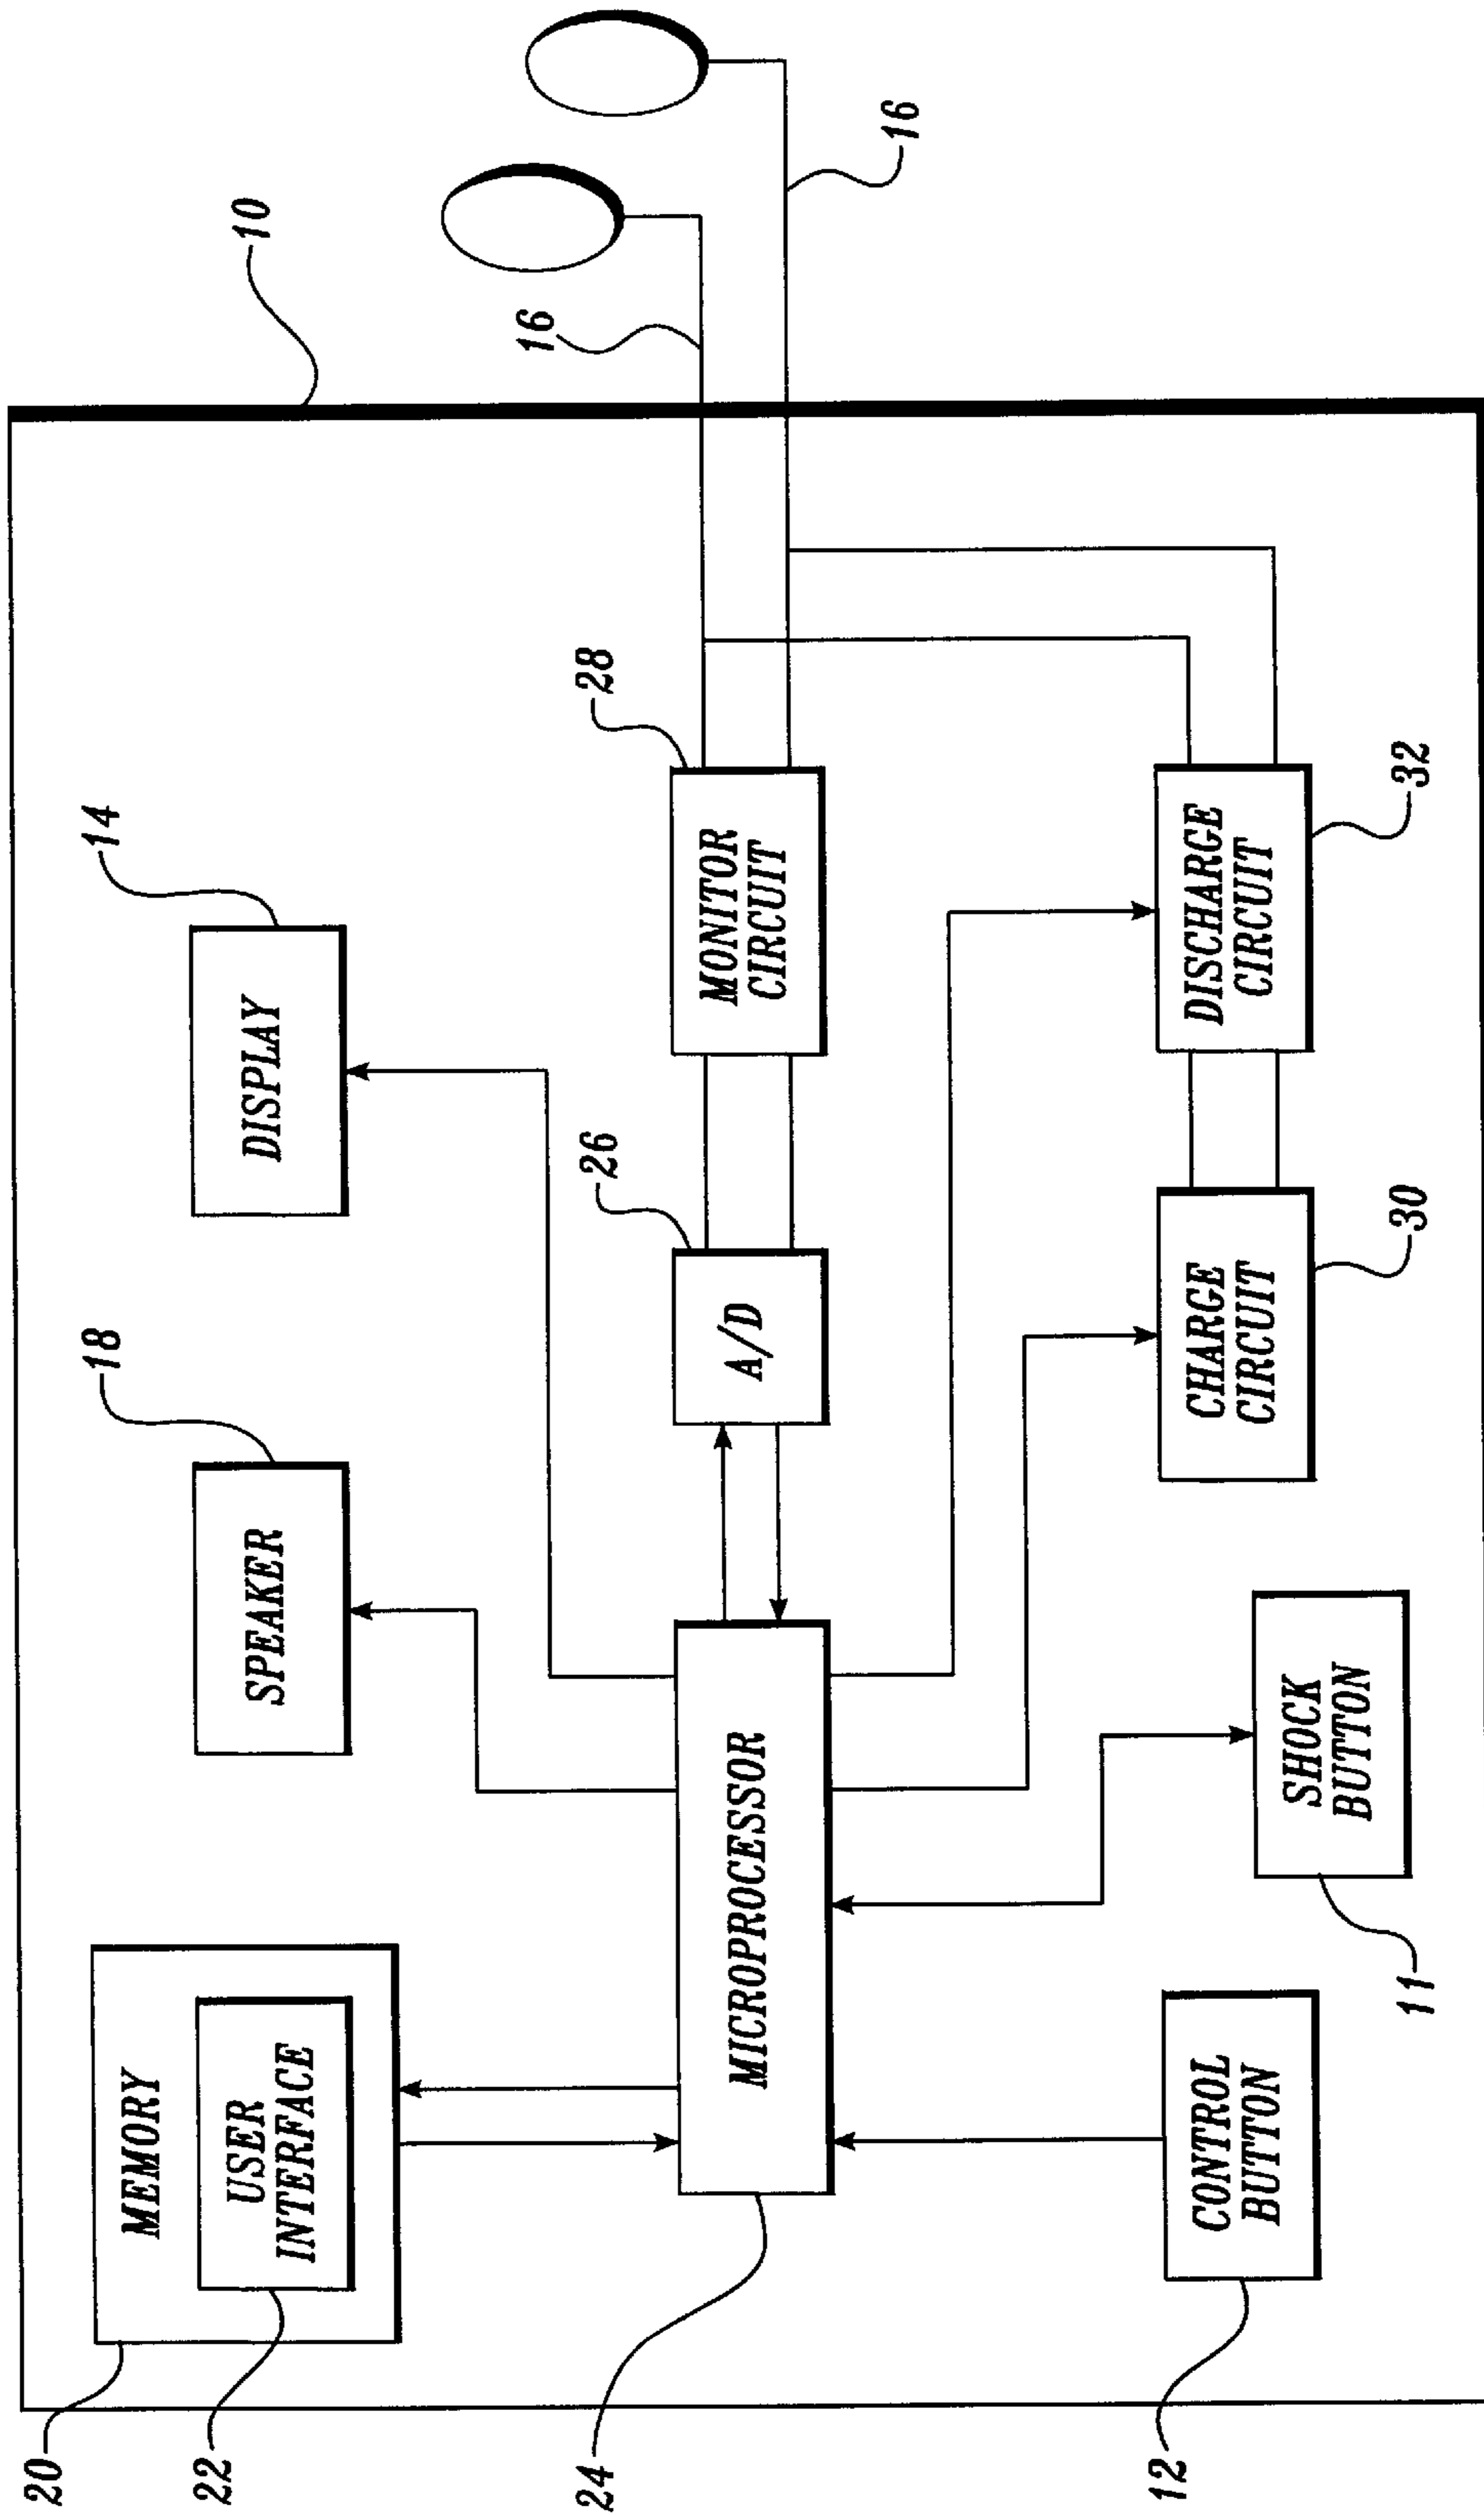 10
20
MEMORY
22
USER
INTERFACE
18
SPEAKER
14
DISPLAY
16
16
24
MICROPROCESSOR
26
A/D
28
MONITOR
CIRCUIT
12
CONTROL
BUTTON
11
SHOCK
BUTTON
30
CHARGE
CIRCUIT
32
DISCHARGE
CIRCUIT